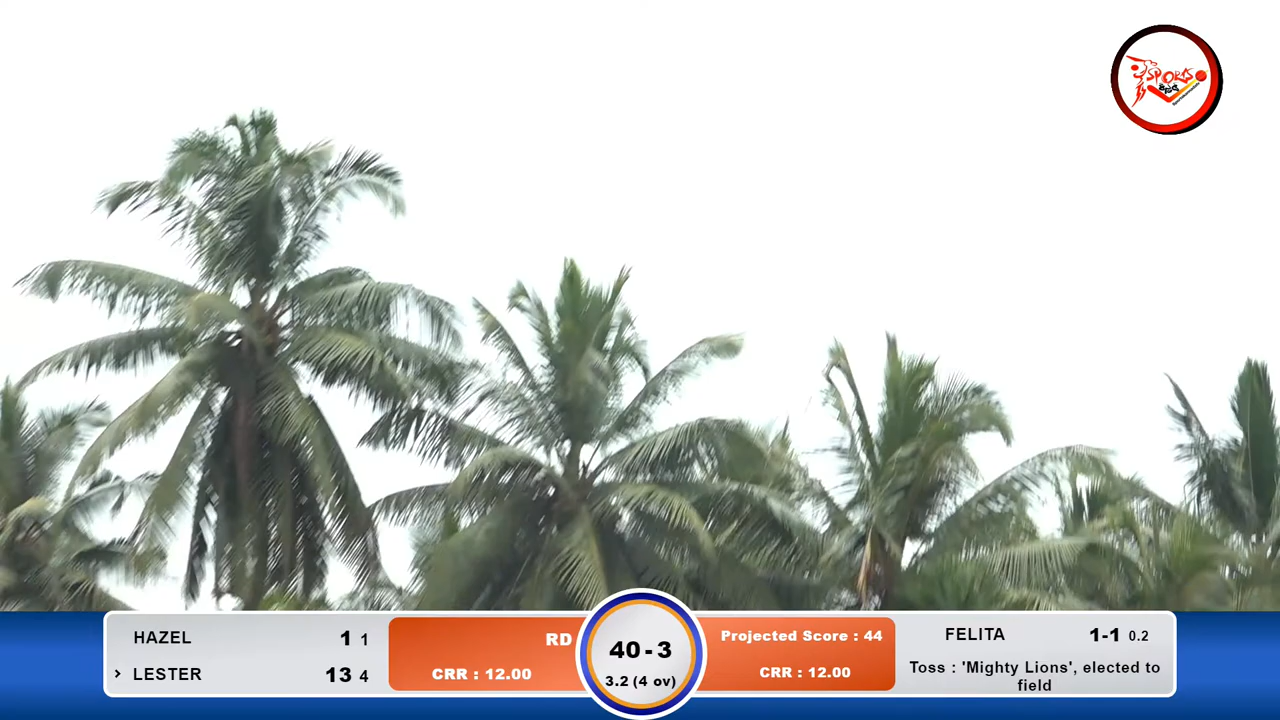 SPORTS
HAZEL 1 1
LESTER 13 4
RD
CRR : 12.00
40-3
3.2 (4 ov)
Projected Score : 44
CRR : 12.00
FELITA 1-1 0.2
Toss : 'Mighty Lions', elected to
field